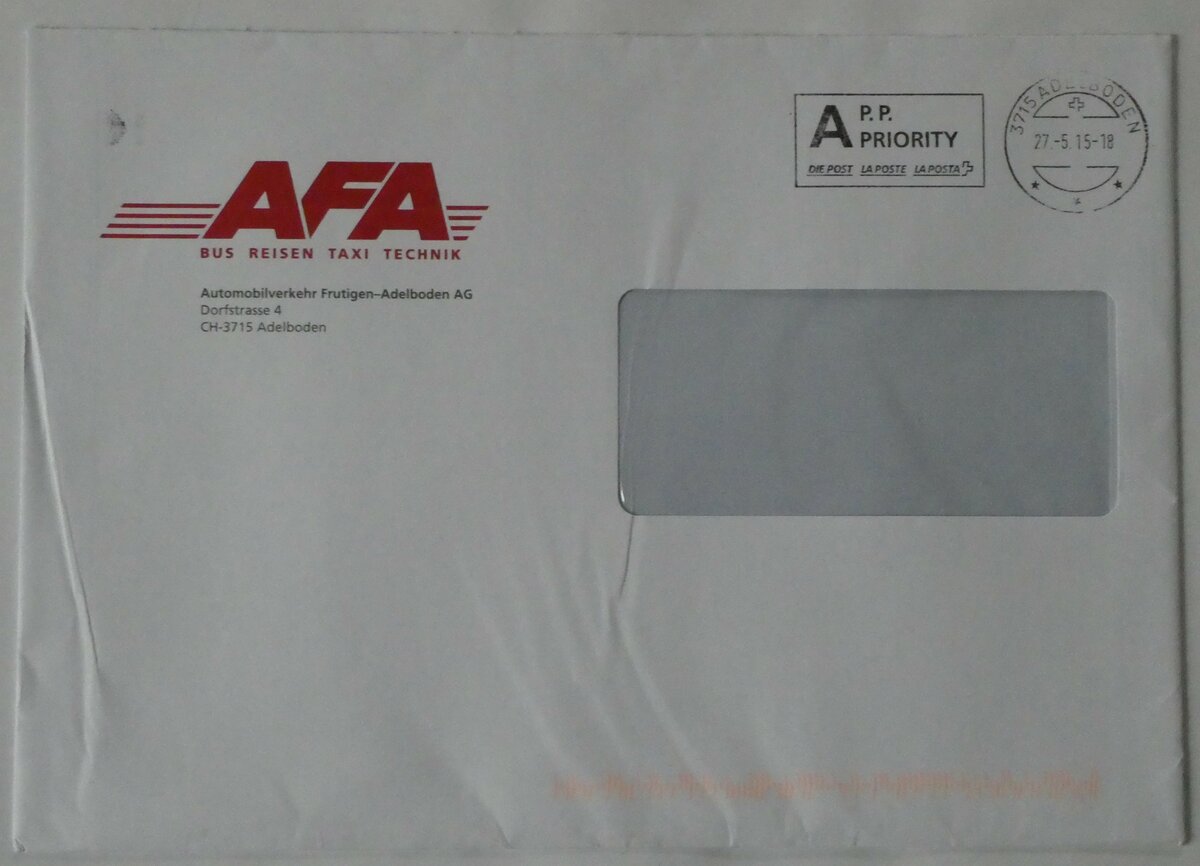 A P.P.
PRIORITY
DIE POST LA POSTE LA POSTA
3715 ADELBODEN
27.-5.15-18
AFA
BUS REISEN TAXI TECHNIK
Automobilverkehr Frutigen–Adelboden AG
Dorfstrasse 4
CH-3715 Adelboden